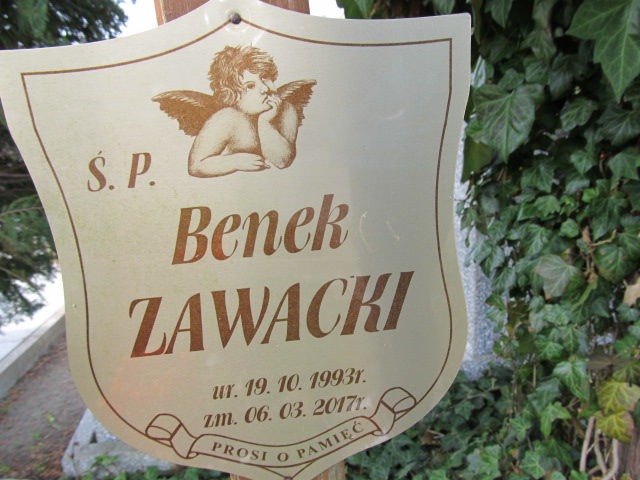 Ś. P.
Benek
ZAWACKI
ur. 19. 10. 1993r.
zm. 06. 03. 2017r.
PROSI O PAMIĘĆ